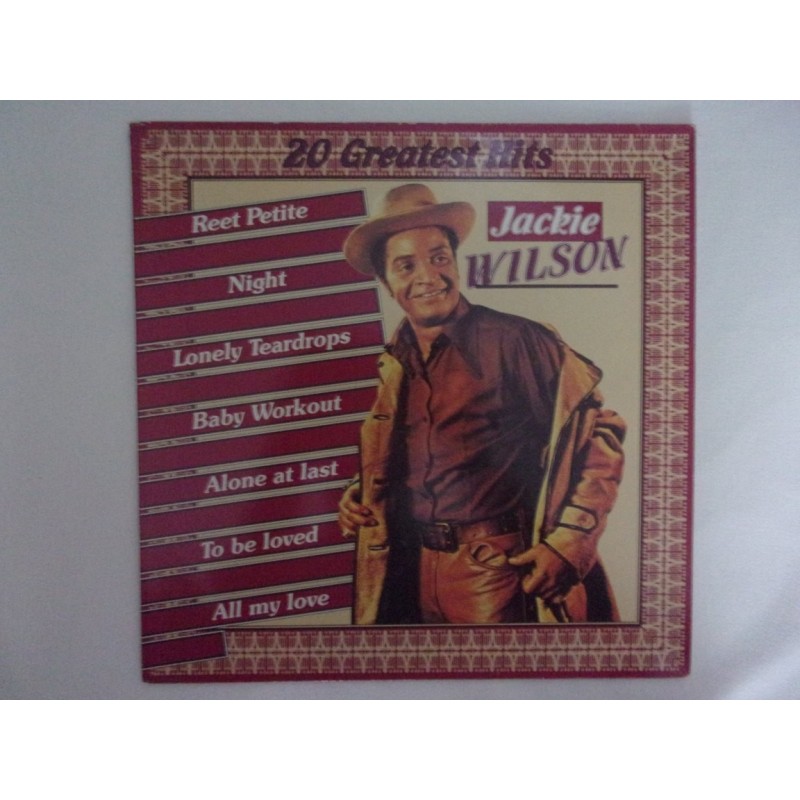 20 Greatest Hits
Jackie
WILSON
Reet Petite
Night
Lonely Teardrops
Baby Workout
Alone at last
To be loved
All my love